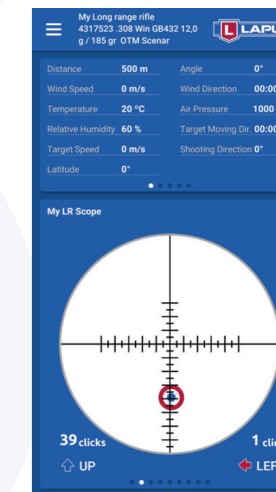 My Long
range rifle
4317523 .308 Win GB432 12,0
g / 185 gr OTM Scenar
Distance 500 m Angle 0°
Wind Speed 0 m/s Wind Direction 00:00
Temperature 20 ºC Air Pressure 1000
Relative Humidity 60 % Target Moving Dir. 00:00
Target Speed 0 m/s Shooting Direction 0°
Latitude 0°
My LR Scope
39 clicks 1 clic
UP LEF